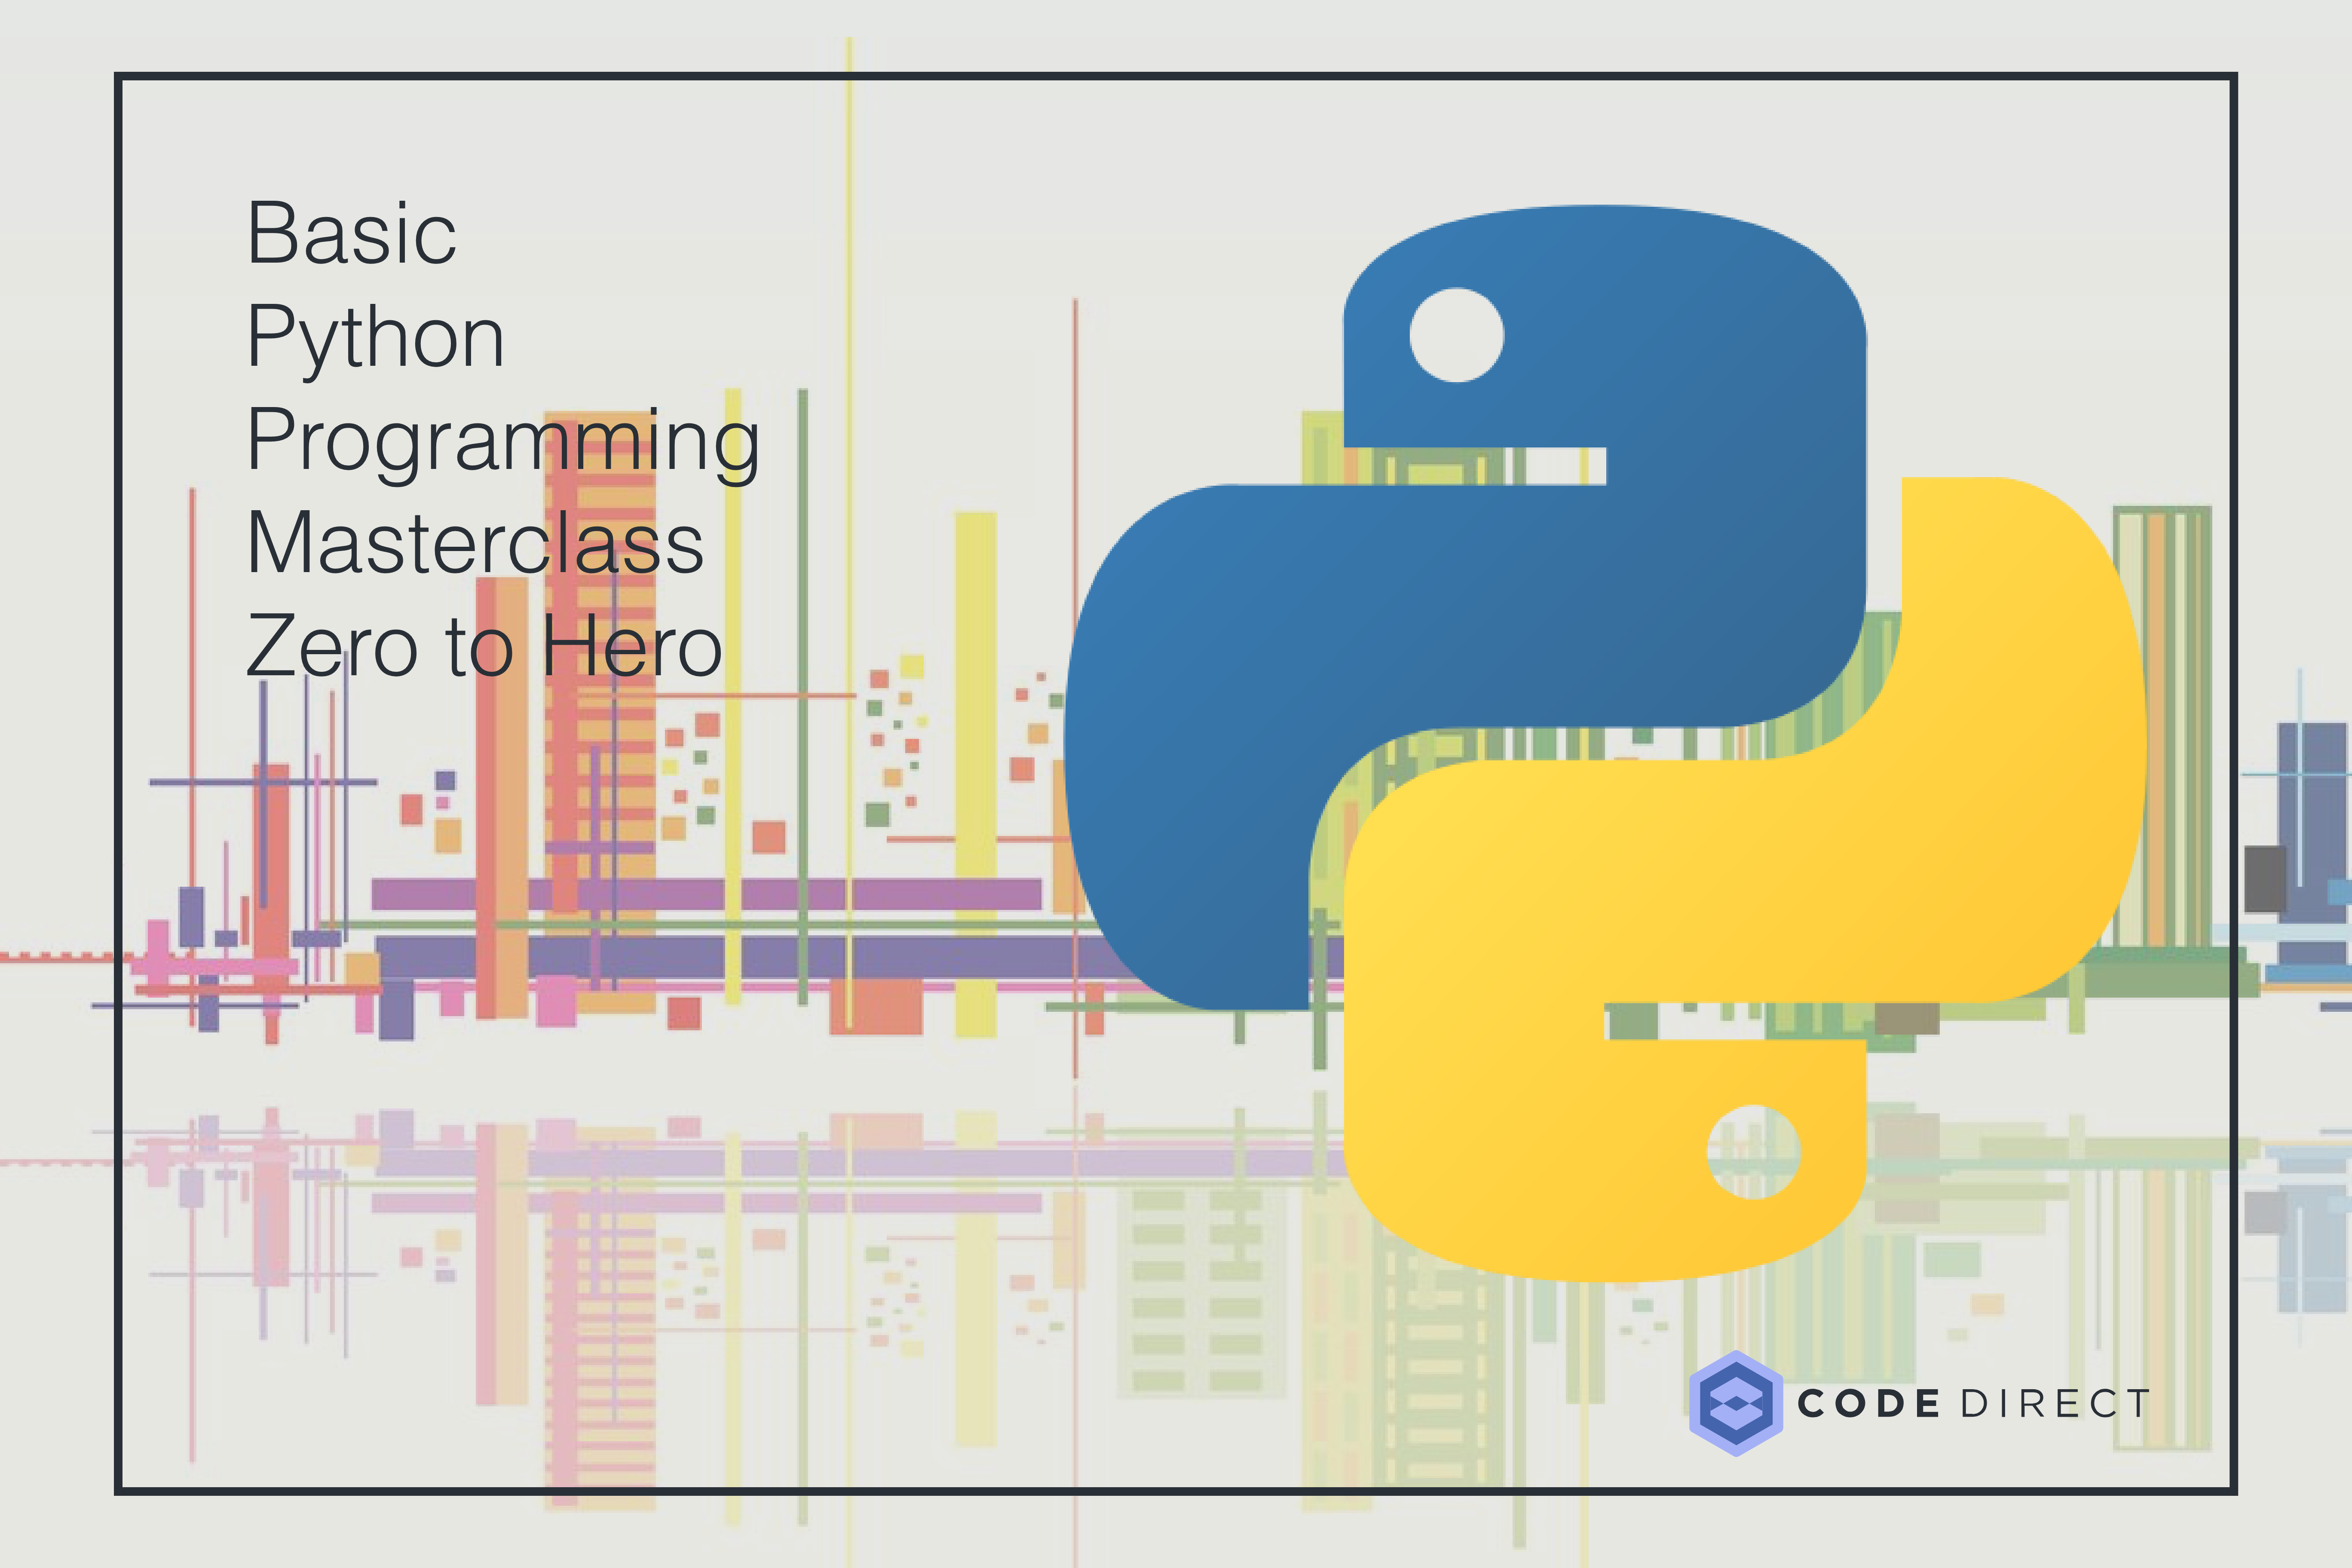 Basic
Python
Programming
Masterclass
Zero to Hero
CODE DIRECT